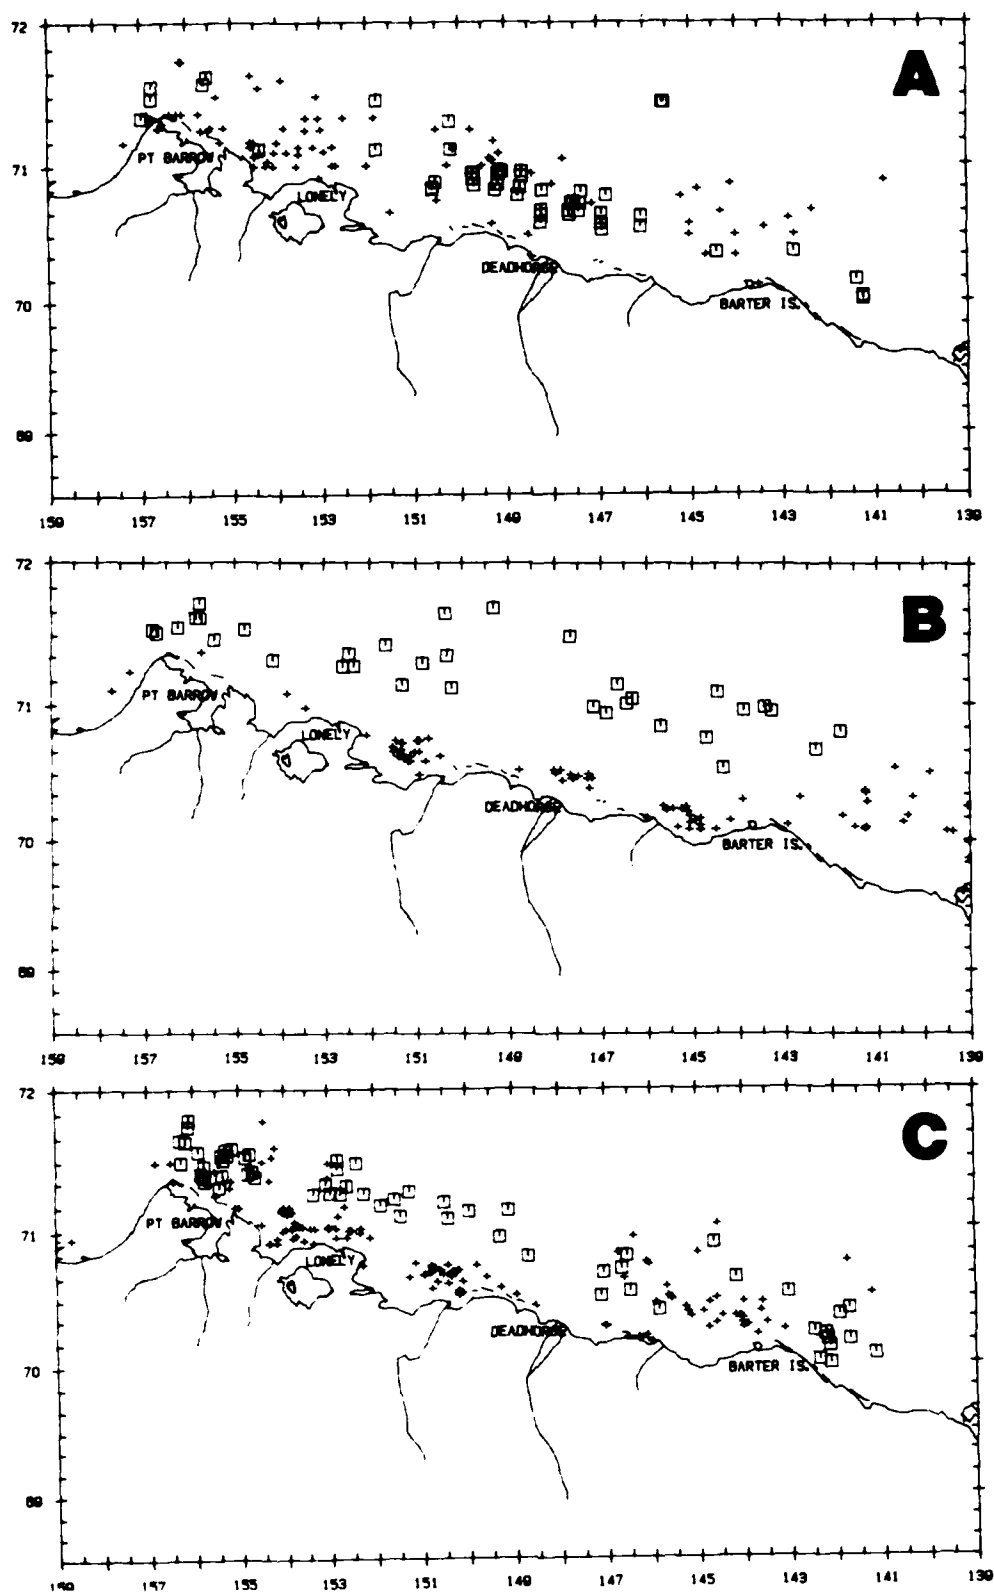 72
A
71
PT BARROW
LONELY
DEADHORSE
70
BARTER IS.
69
159 157 155 153 151 149 147 145 143 141 139
72
B
71
PT BARROW
LONELY
DEADHORSE
70
BARTER IS.
69
159 157 155 153 151 149 147 145 143 141 139
72
C
71
PT BARROW
LONELY
DEADHORSE
70
BARTER IS.
69
159 157 155 153 151 149 147 145 143 141 139